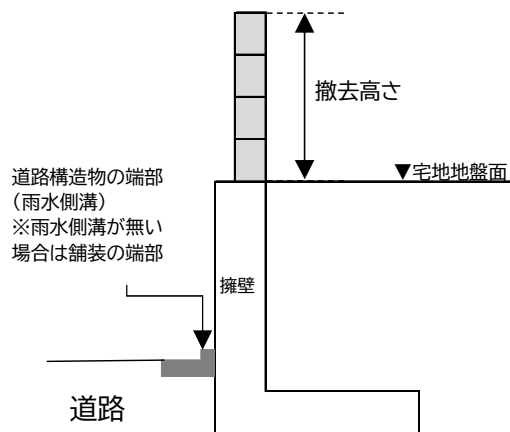 撤去高さ
▼宅地地盤面
道路構造物の端部
（雨水側溝）
※雨水側溝が無い
場合は舗装の端部
擁壁
道路